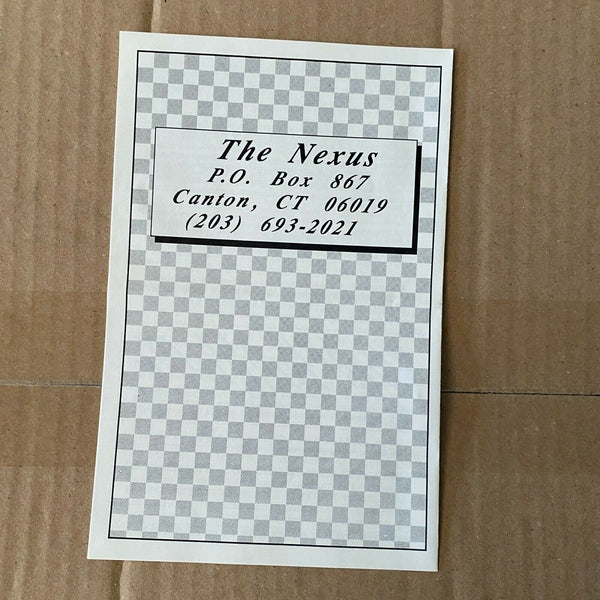 The Nexus
P.O. Box 867
Canton, CT 06019
(203) 693-2021